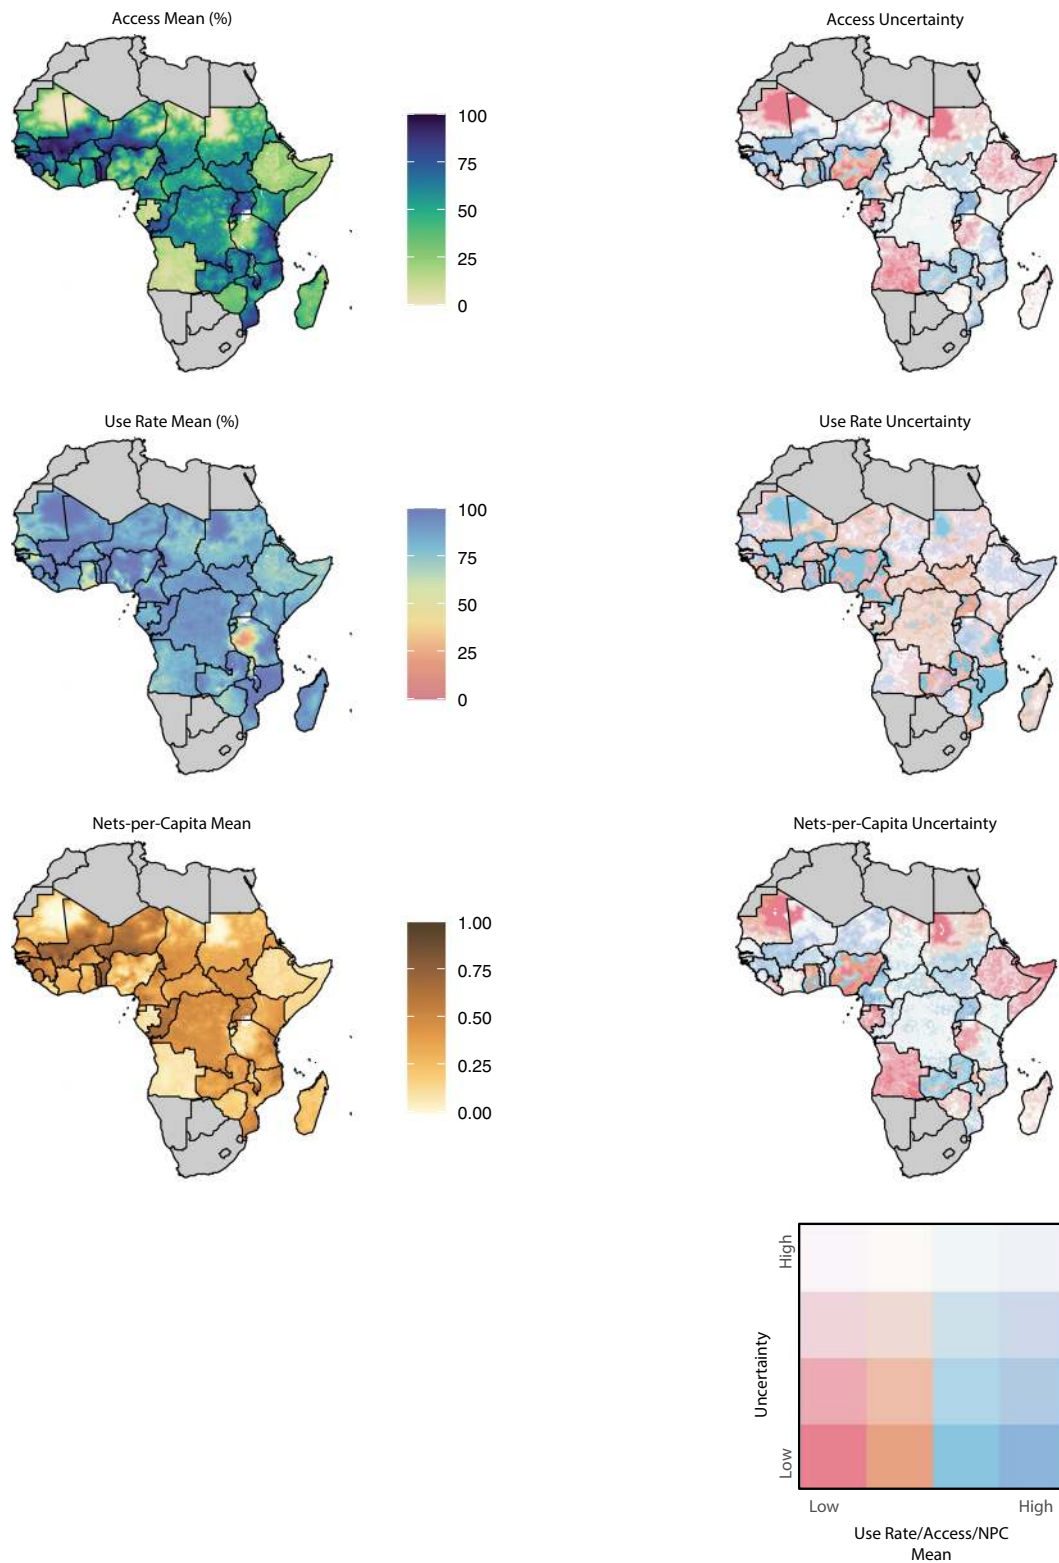 Access Mean (%)
Access Uncertainty
100
75
50
25
0
Use Rate Mean (%)
Use Rate Uncertainty
100
75
50
25
0
Nets-per-Capita Mean
Nets-per-Capita Uncertainty
1.00
0.75
0.50
0.25
0.00
High
Uncertainty
Low
Low
High
Use Rate/Access/NPC
Mean